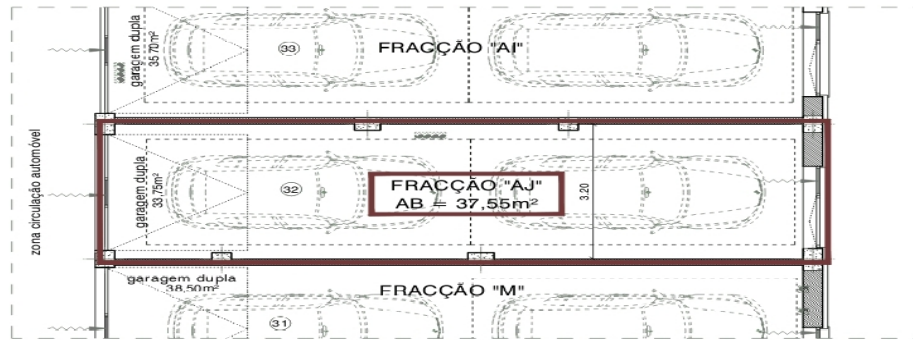 garagem dupla
35,70m²
33
FRACÇÃO "AI"
zona circulação automóvel
garagem dupla
33,75m²
32
FRACÇÃO "AJ"
AB = 37,55m²
3.20
garagem dupla
38,50m²
FRACÇÃO "M"
31